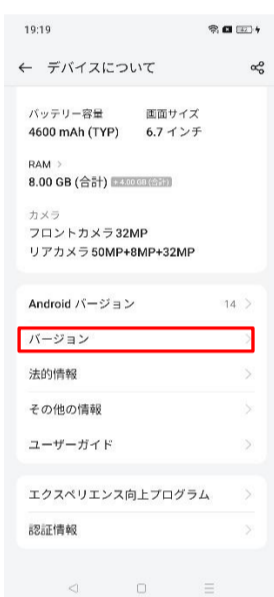 19:19
デバイスについて
バッテリー容量 画面サイズ
4600 mAh (TYP) 6.7 インチ
RAM
8.00 GB (合計) + 4.00 GB (合計)
カメラ
フロントカメラ 32MP
リアカメラ 50MP+8MP+32MP
Android バージョン 14
バージョン
法的情報
その他の情報
ユーザーガイド
エクスペリエンス向上プログラム
認証情報